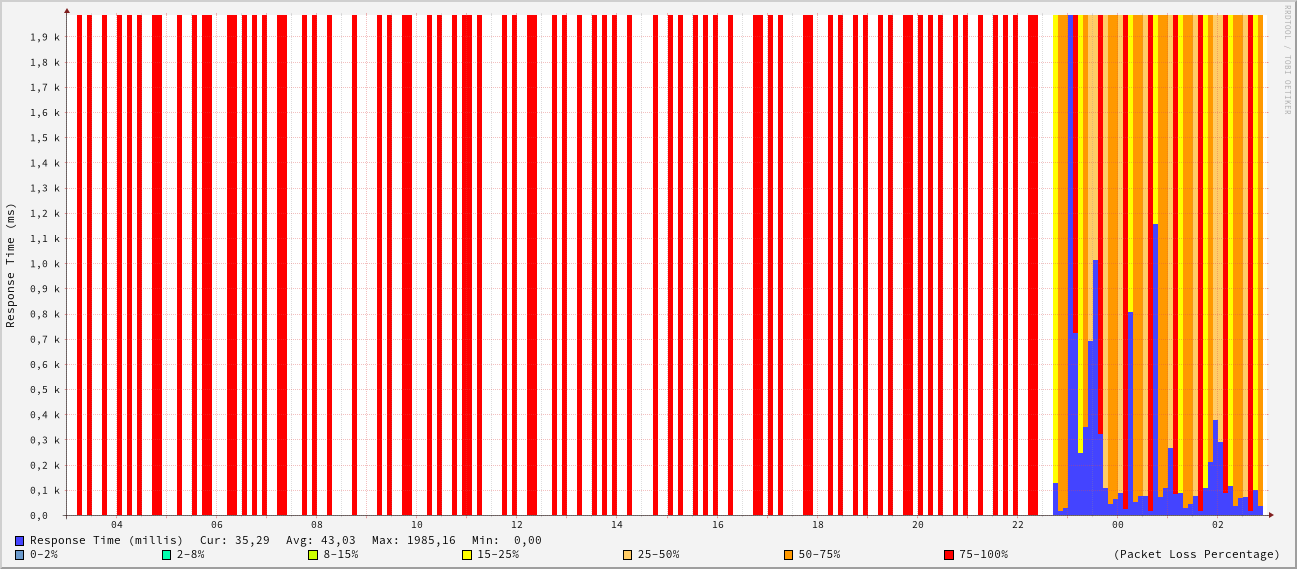 RRDTOOL / TOBI OETIKER
Response Time (ms)
1,9 k
1,8 k
1,7 k
1,6 k
1,5 k
1,4 k
1,3 k
1,2 k
1,1 k
1,0 k
0,9 k
0,8 k
0,7 k
0,6 k
0,5 k
0,4 k
0,3 k
0,2 k
0,1 k
0,0
04 06 08 10 12 14 16 18 20 22 00 02
Response Time (millis) Cur: 35,29 Avg: 43,03 Max: 1985,16 Min: 0,00
0-2% 2-8% 8-15% 15-25% 25-50% 50-75% 75-100% (Packet Loss Percentage)